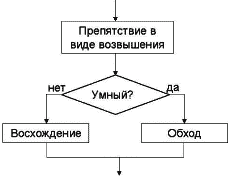 Препятствие в
виде возвышения
нет
да
Умный?
Восхождение
Обход